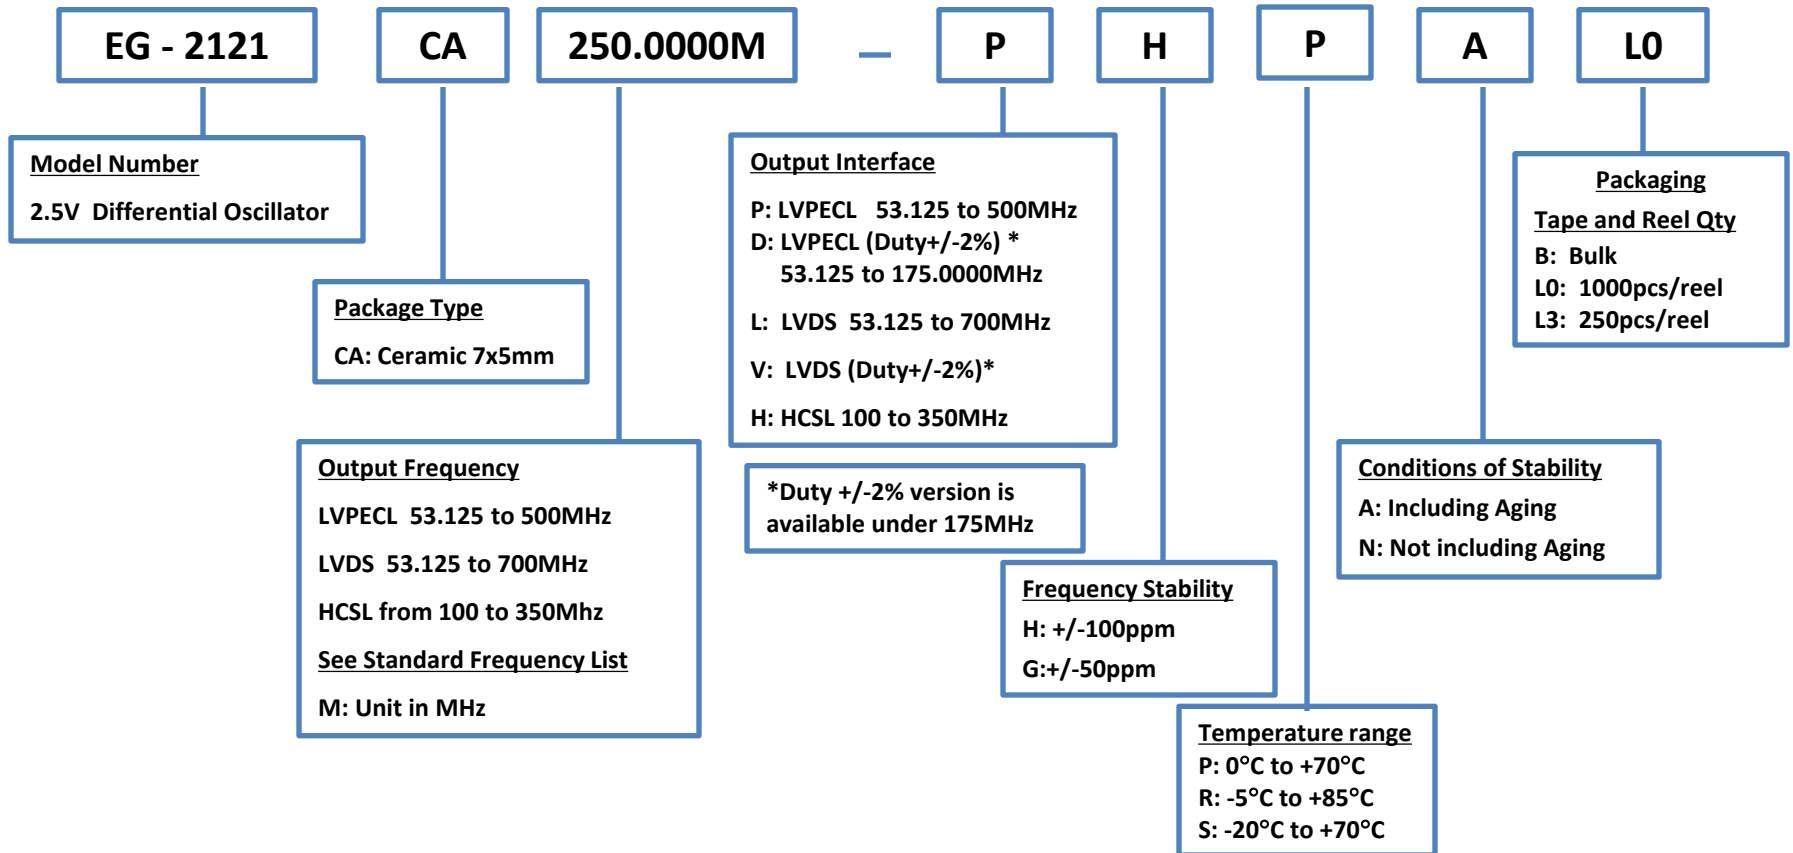 EG - 2121 CA 250.0000M – P H P A L0
Model Number
2.5V Differential Oscillator
Package Type
CA: Ceramic 7x5mm
Output Frequency
LVPECL 53.125 to 500MHz
LVDS 53.125 to 700MHz
HCSL from 100 to 350Mhz
See Standard Frequency List
M: Unit in MHz
Output Interface
P: LVPECL 53.125 to 500MHz
D: LVPECL (Duty+/-2%) *
53.125 to 175.0000MHz
L: LVDS 53.125 to 700MHz
V: LVDS (Duty+/-2%)*
H: HCSL 100 to 350MHz
*Duty +/-2% version is
available under 175MHz
Frequency Stability
H: +/-100ppm
G:+/-50ppm
Temperature range
P: 0°C to +70°C
R: -5°C to +85°C
S: -20°C to +70°C
Conditions of Stability
A: Including Aging
N: Not including Aging
Packaging
Tape and Reel Qty
B: Bulk
L0: 1000pcs/reel
L3: 250pcs/reel